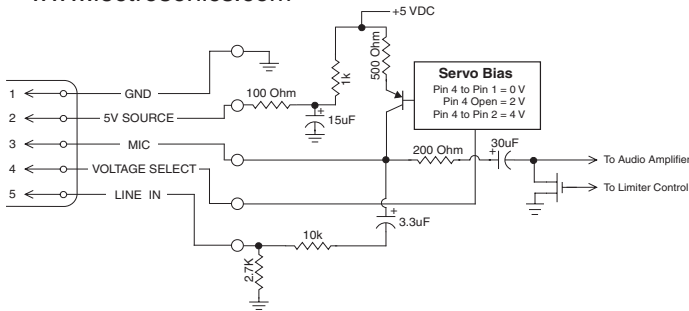 +5 VDC
500 Ohm
1k
Servo Bias
Pin 4 to Pin 1 = 0 V
Pin 4 Open = 2 V
Pin 4 to Pin 2 = 4 V
1
GND
100 Ohm
2
5V SOURCE
+
15uF
3
MIC
200 Ohm
+
30uF
To Audio Amplifier
4
VOLTAGE SELECT
To Limiter Control
5
LINE IN
+
3.3uF
10k
2.7K